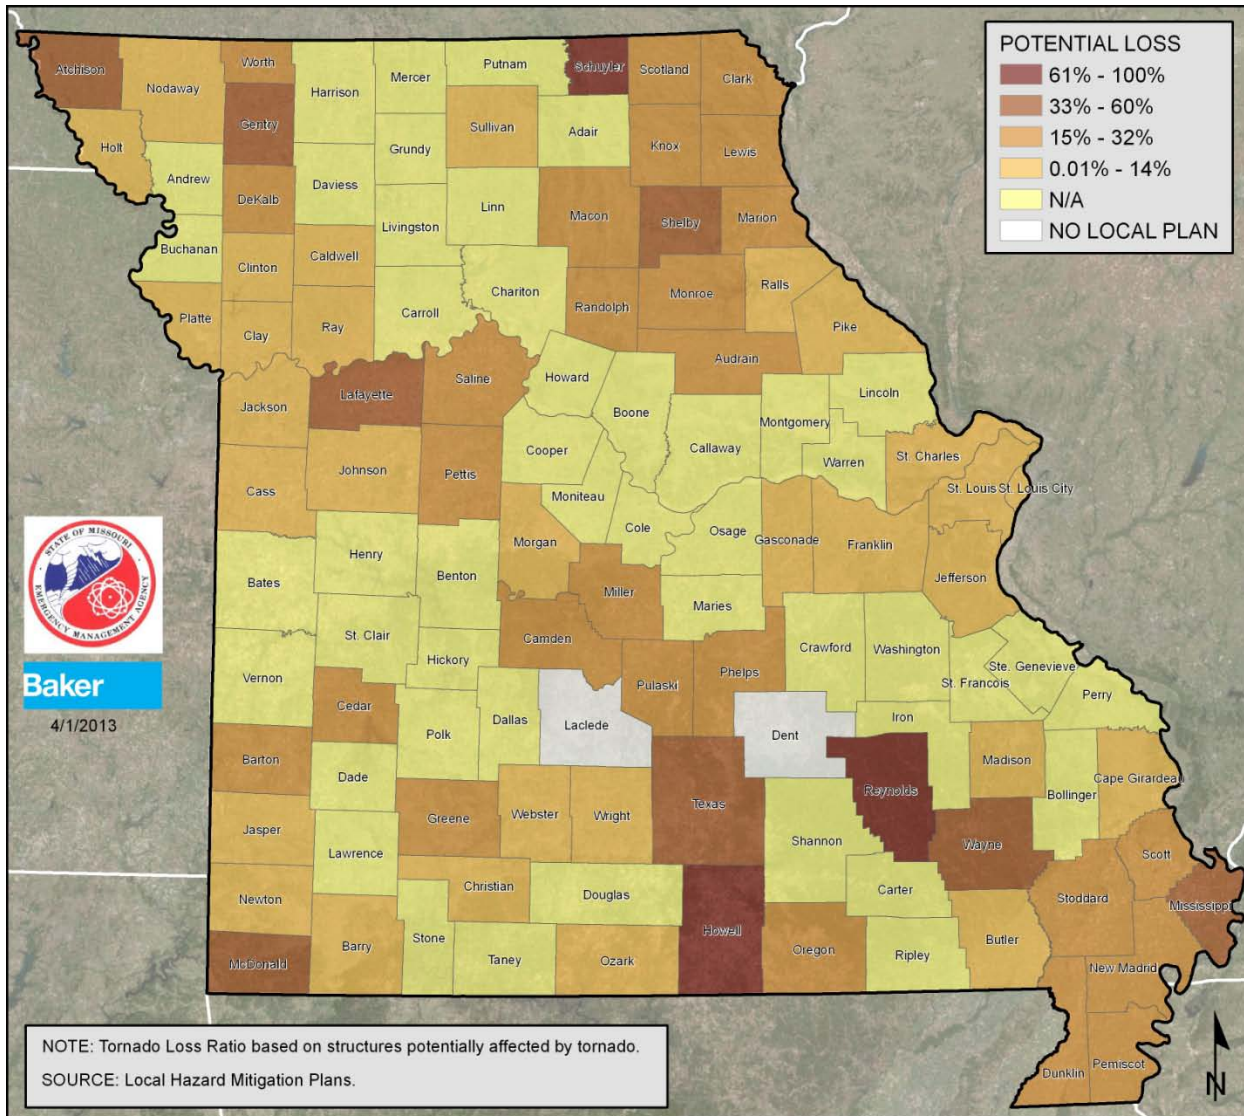 POTENTIAL LOSS
61% - 100%
33% - 60%
15% - 32%
0.01% - 14%
N/A
NO LOCAL PLAN
Atchison
Nodaway
Worth
Harrison
Mercer
Putnam
Schuyler
Scotland
Clark
Holt
Gentry
Sullivan
Adair
Knox
Lewis
Andrew
DeKalb
Daviess
Grundy
Linn
Macon
Shelby
Marion
Buchanan
Clinton
Caldwell
Livingston
Chariton
Randolph
Monroe
Ralls
Pike
Platte
Clay
Ray
Carroll
Audrain
Jackson
Lafayette
Saline
Howard
Boone
Callaway
Montgomery
Lincoln
Warren
St. Charles
St. Louis
St. Louis City
Cass
Johnson
Pettis
Cooper
Moniteau
Cole
Osage
Gasconade
Franklin
Jefferson
Bates
Henry
Benton
Morgan
Miller
Maries
Vernon
St. Clair
Hickory
Camden
Pulaski
Phelps
Crawford
Washington
St. Francois
Ste. Genevieve
Perry
Barton
Cedar
Polk
Dallas
Laclede
Dent
Iron
Reynolds
Madison
Bollinger
Cape Girardeau
Jasper
Dade
Greene
Webster
Wright
Texas
Shannon
Wayne
Scott
Newton
Lawrence
Christian
Douglas
Howell
Carter
Stoddard
Mississippi
McDonald
Barry
Stone
Taney
Ozark
Oregon
Ripley
Butler
New Madrid
Dunklin
Pemiscot
STATE OF MISSOURI
EMERGENCY MANAGEMENT AGENCY
Baker
4/1/2013
NOTE: Tornado Loss Ratio based on structures potentially affected by tornado.
SOURCE: Local Hazard Mitigation Plans.
N